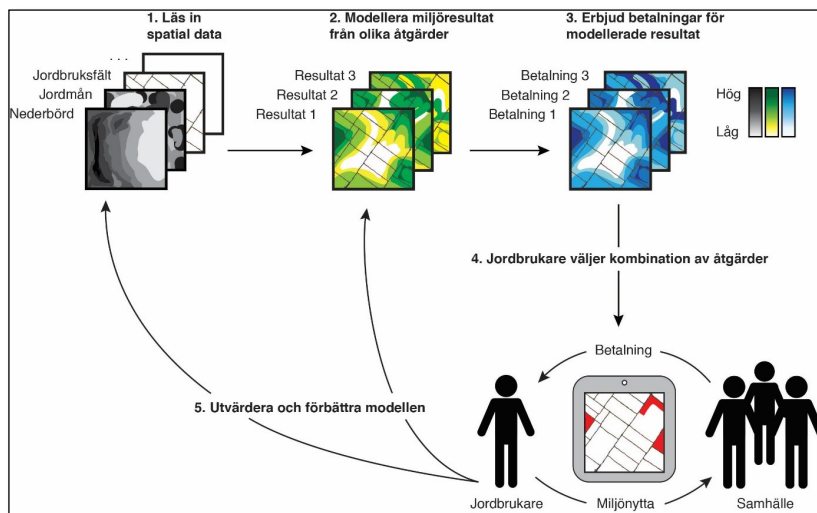 1. Läs in
spatial data
2. Modellera miljöresultat
från olika åtgärder
3. Erbjud betalningar för
modellerade resultat
. . .
Jordbruksfält
Jordmån
Nederbörd
Resultat 3
Resultat 2
Resultat 1
Betalning 3
Betalning 2
Betalning 1
Hög
Låg
4. Jordbrukare väljer kombination av åtgärder
Betalning
5. Utvärdera och förbättra modellen
Jordbrukare
Miljönytta
Samhälle